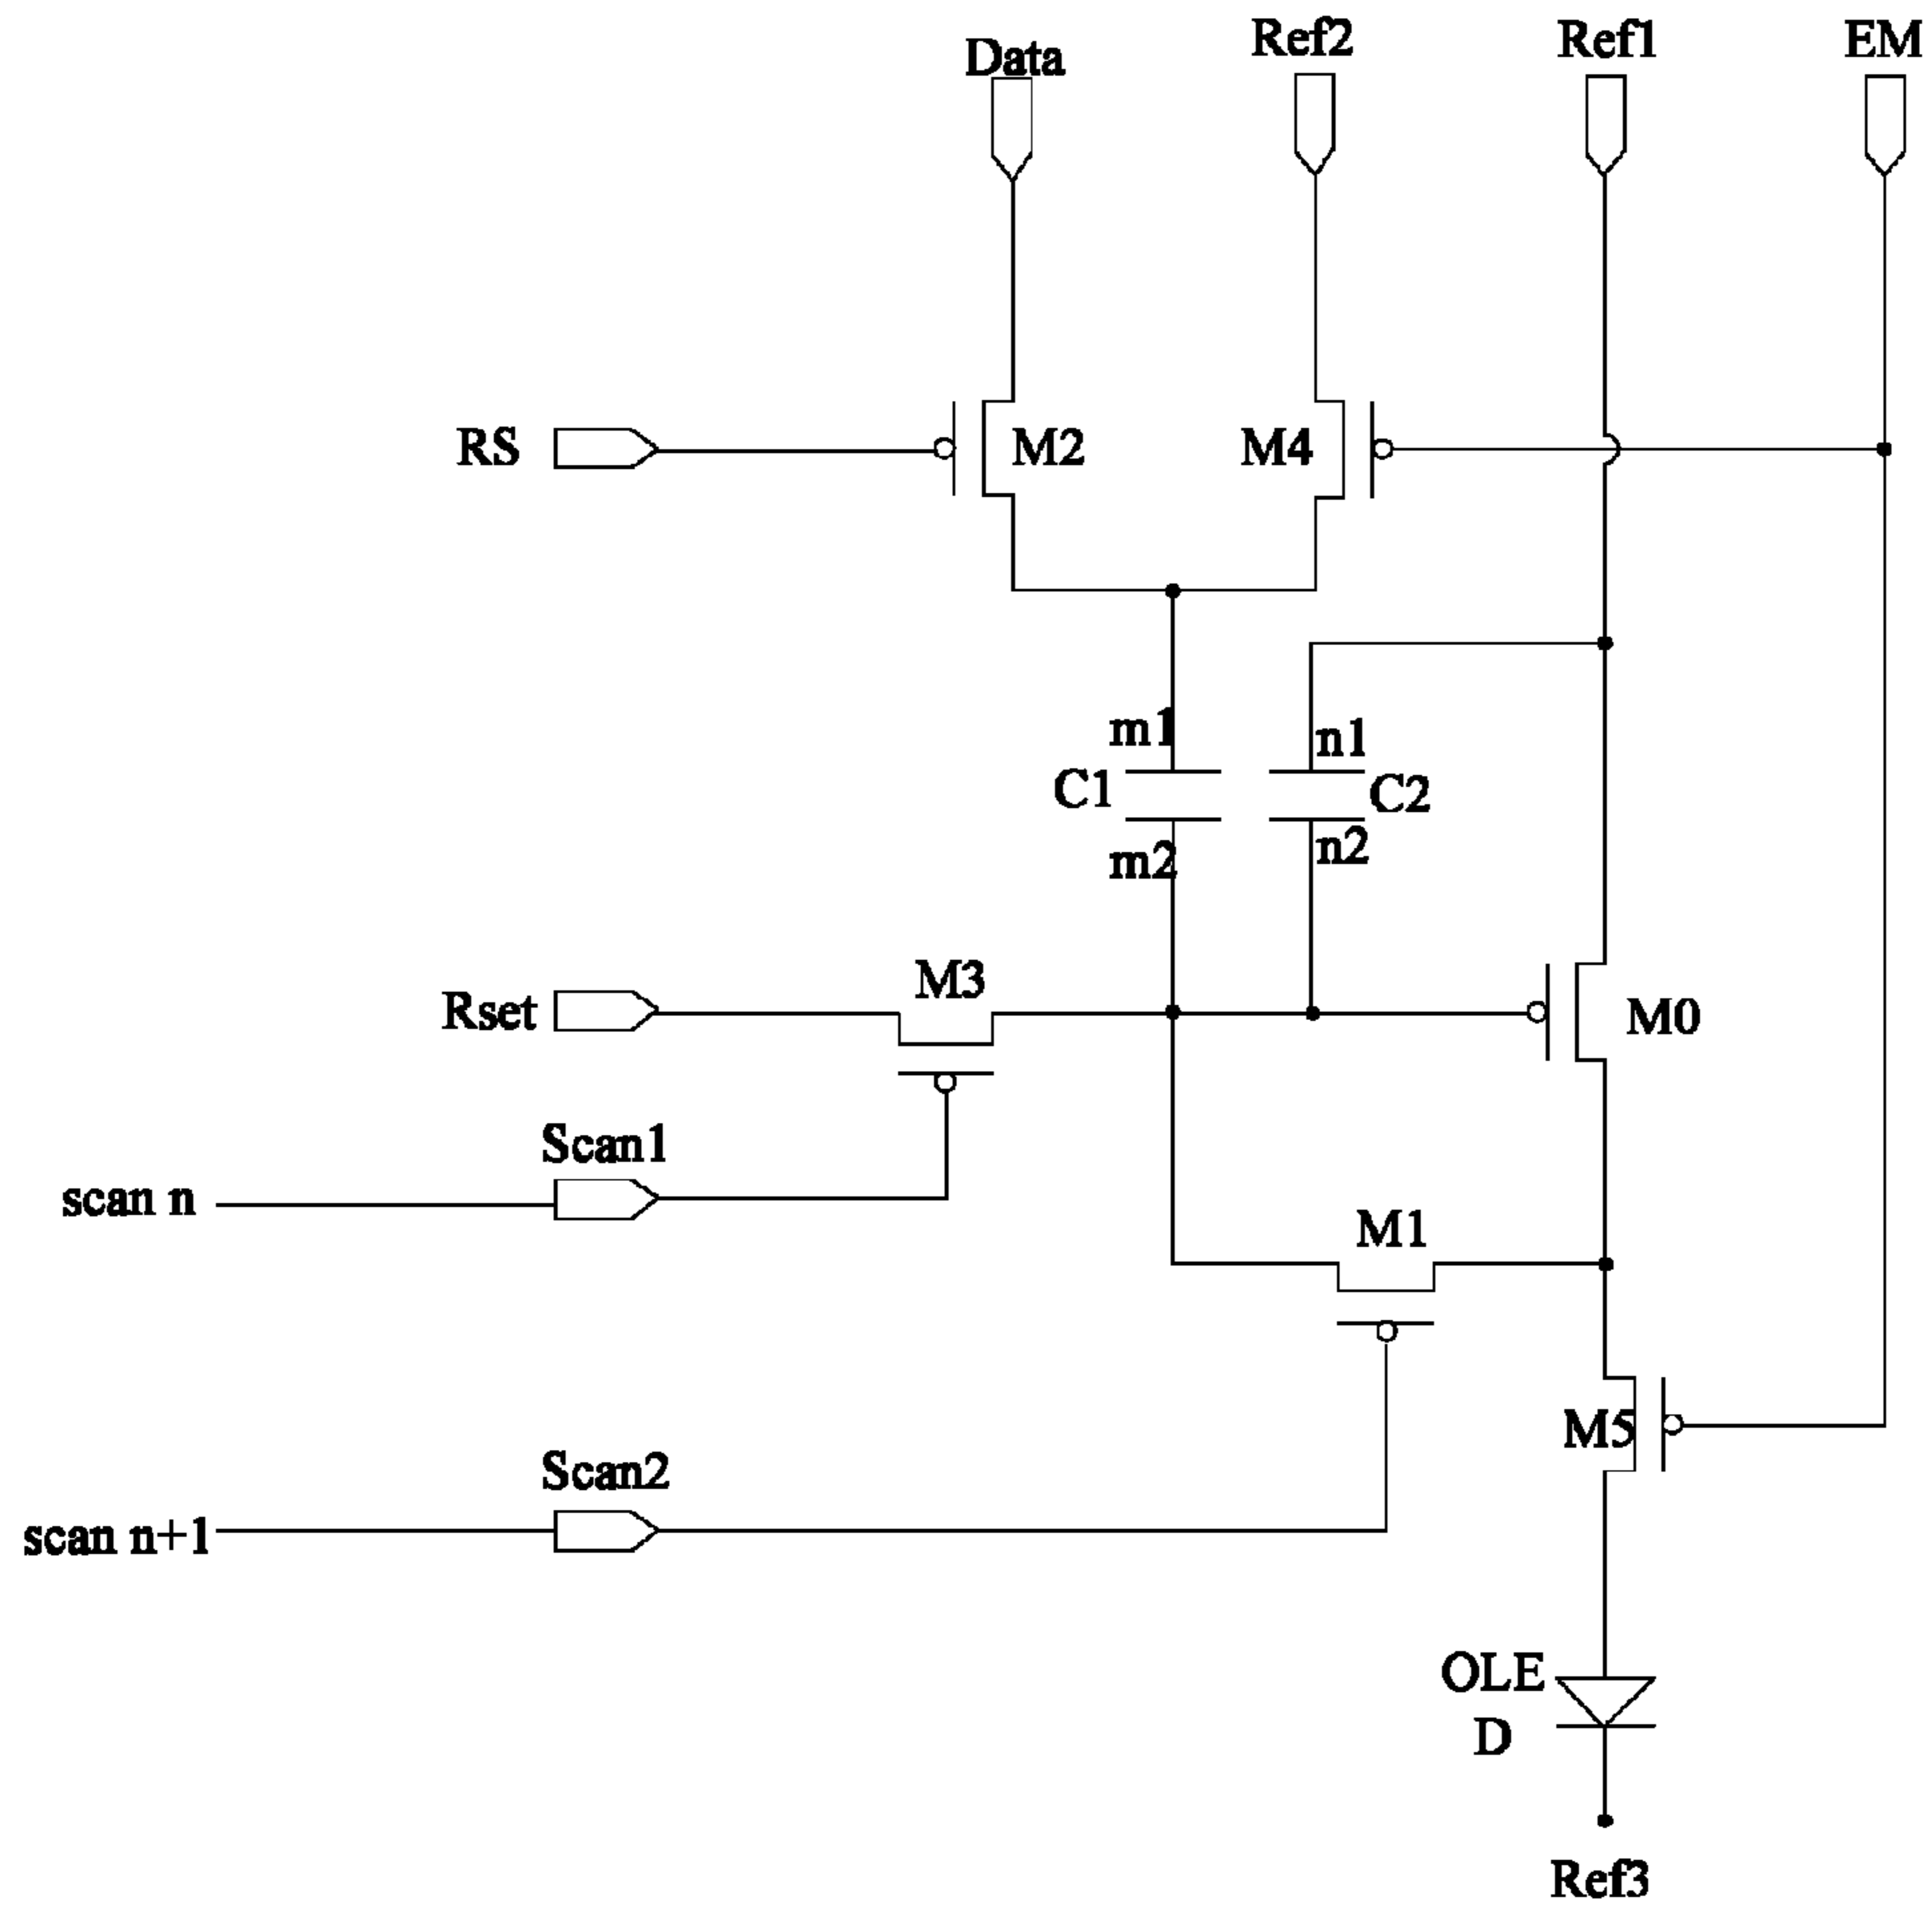 Data
Ref2
Ref1
EM
RS
M2
M4
m1
n1
C1
C2
m2
n2
Rset
M3
M0
Scan1
scan n
M1
M5
Scan2
scan n+1
OLE
D
Ref3